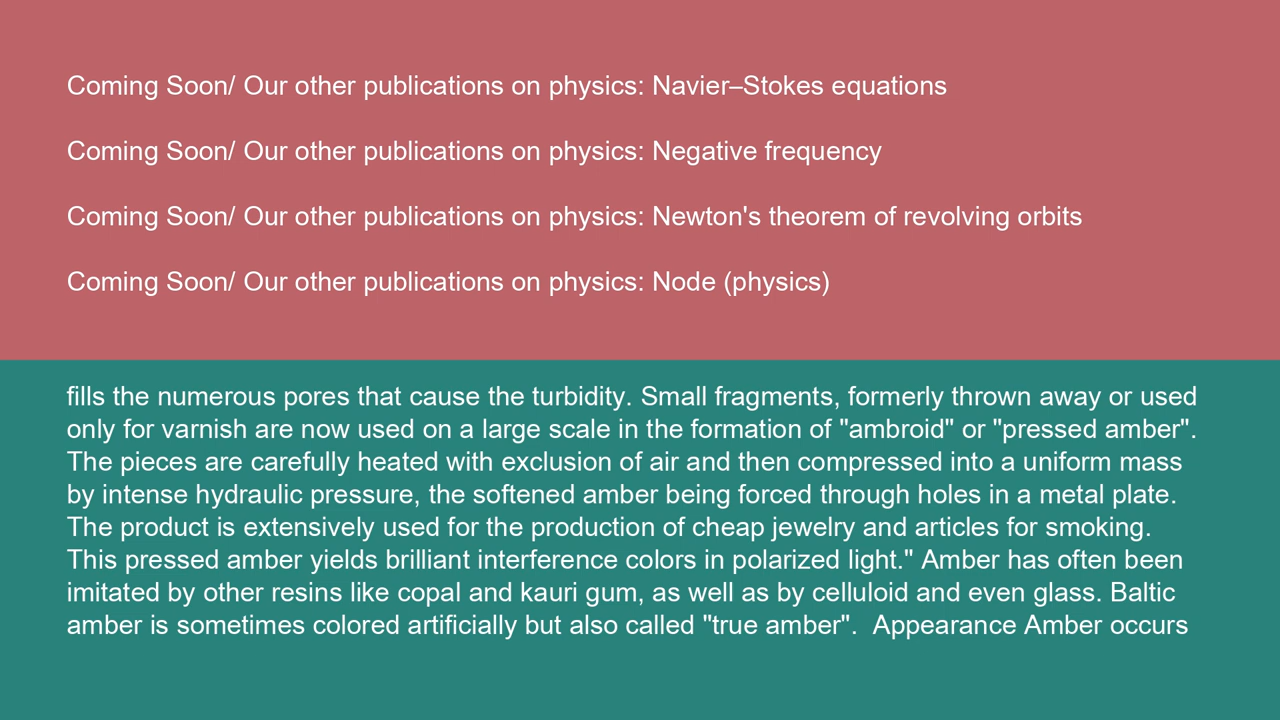 Coming Soon/ Our other publications on physics: Navier–Stokes equations
Coming Soon/ Our other publications on physics: Negative frequency
Coming Soon/ Our other publications on physics: Newton's theorem of revolving orbits
Coming Soon/ Our other publications on physics: Node (physics)
fills the numerous pores that cause the turbidity. Small fragments, formerly thrown away or used
only for varnish are now used on a large scale in the formation of "ambroid" or "pressed amber".
The pieces are carefully heated with exclusion of air and then compressed into a uniform mass
by intense hydraulic pressure, the softened amber being forced through holes in a metal plate.
The product is extensively used for the production of cheap jewelry and articles for smoking.
This pressed amber yields brilliant interference colors in polarized light." Amber has often been
imitated by other resins like copal and kauri gum, as well as by celluloid and even glass. Baltic
amber is sometimes colored artificially but also called "true amber".  Appearance Amber occurs